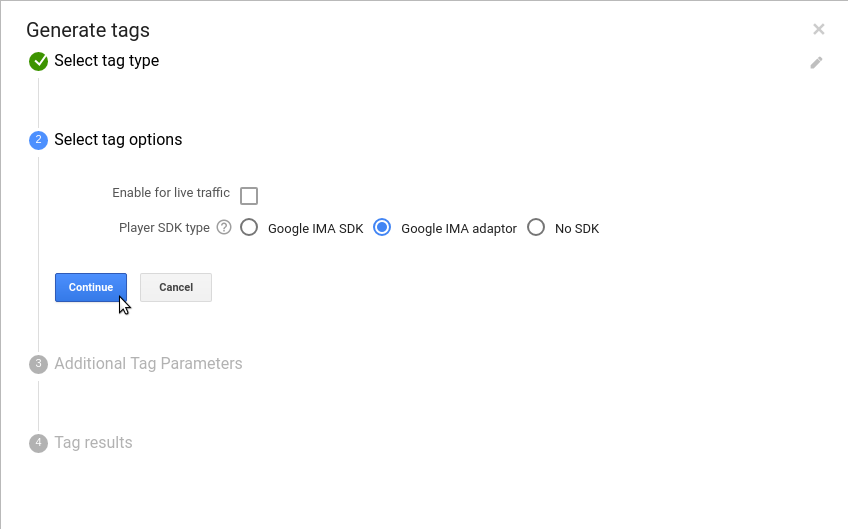 Generate tags
Select tag type
2 Select tag options
Enable for live traffic
Player SDK type ? Google IMA SDK Google IMA adaptor No SDK
Continue Cancel
3 Additional Tag Parameters
4 Tag results